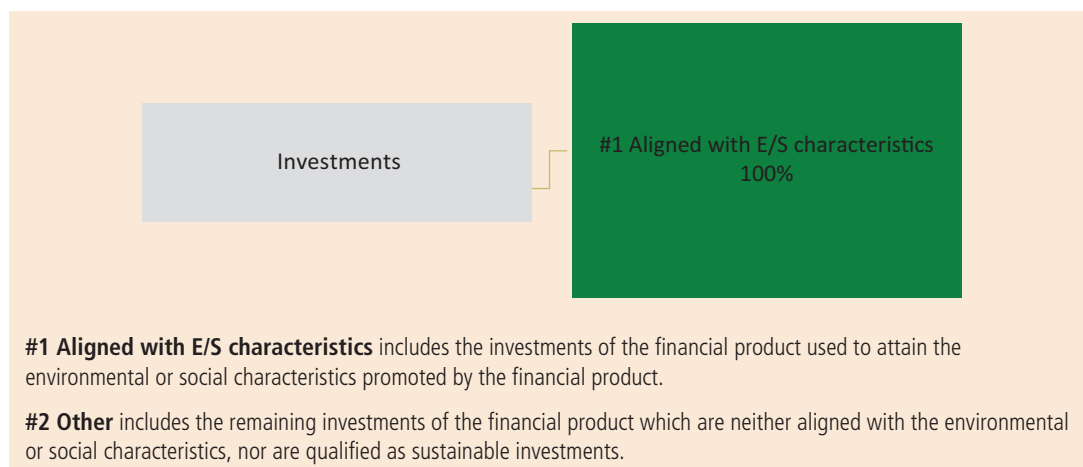 Investments
#1 Aligned with E/S characteristics
100%
#1 Aligned with E/S characteristics includes the investments of the financial product used to attain the
environmental or social characteristics promoted by the financial product.
#2 Other includes the remaining investments of the financial product which are neither aligned with the environmental
or social characteristics, nor are qualified as sustainable investments.